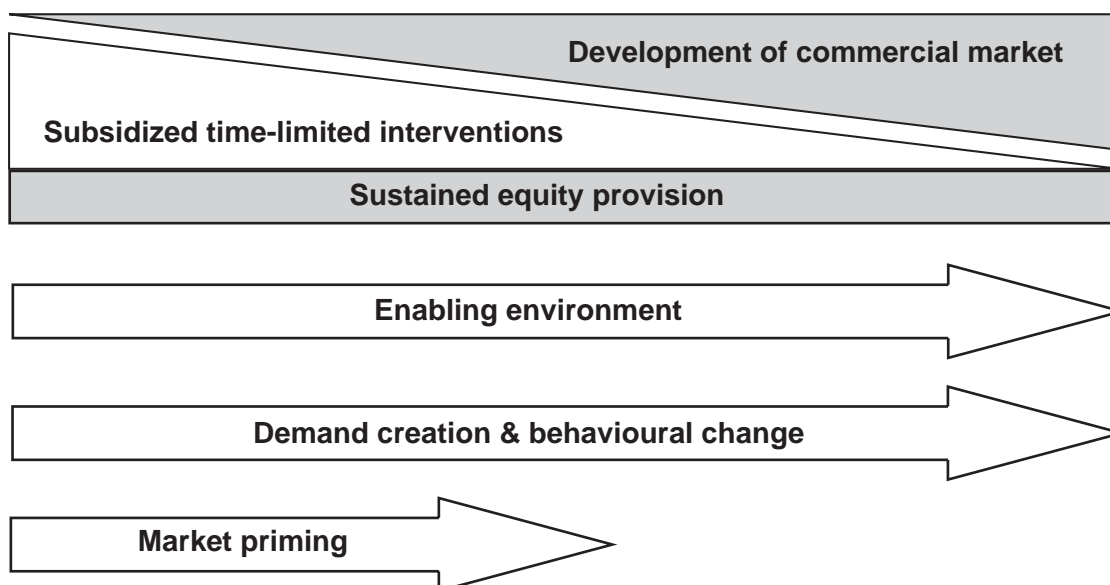 Development of commercial market
Subsidized time-limited interventions
Sustained equity provision
Enabling environment
Demand creation & behavioural change
Market priming